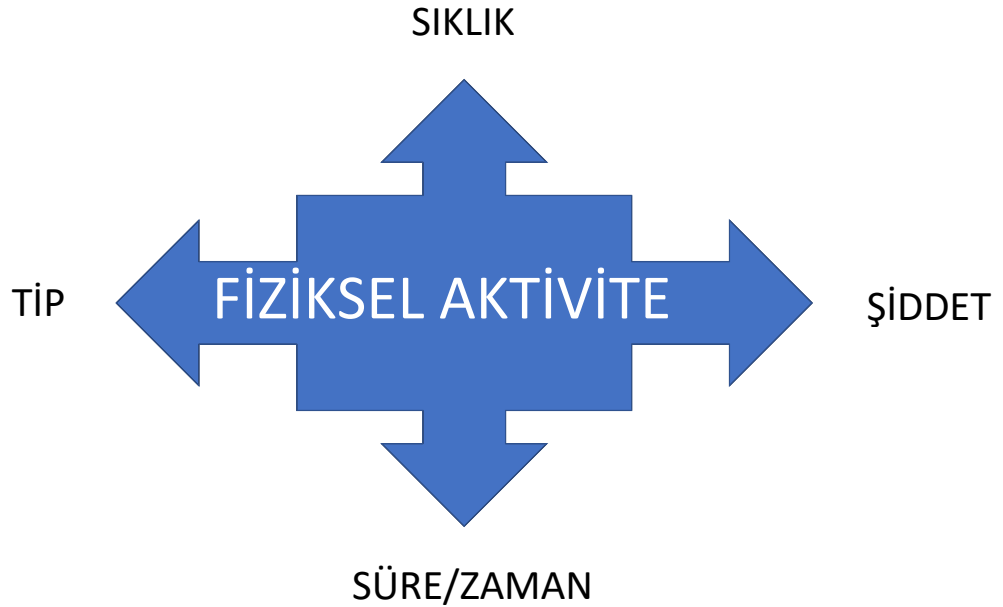 SIKLIK
TİP
FİZİKSEL AKTİVİTE
ŞİDDET
SÜRE/ZAMAN